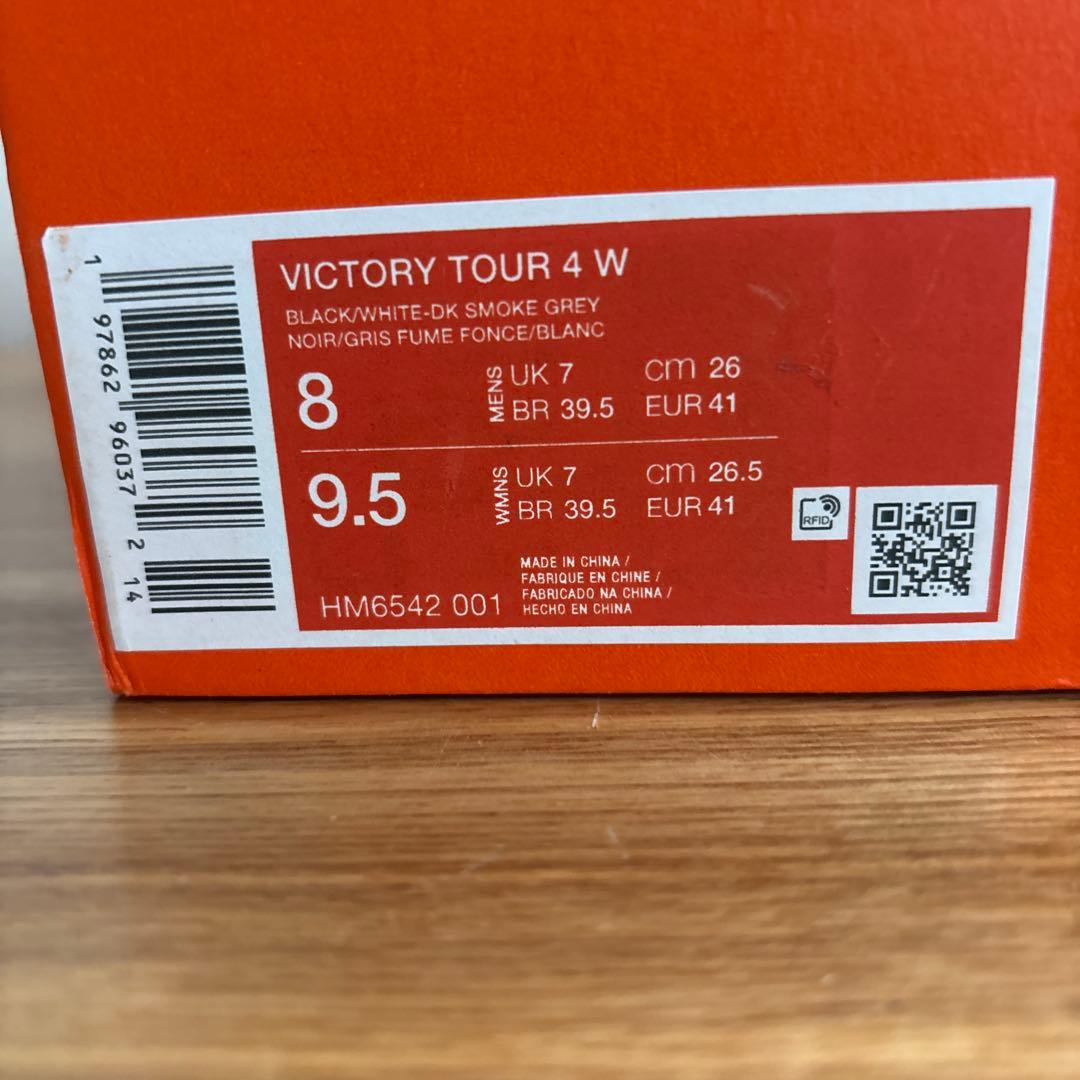 VICTORY TOUR 4 W
BLACK/WHITE-DK SMOKE GREY
NOIR/GRIS FUME FONCE/BLANC
8
MENS
UK 7 cm 26
BR 39.5 EUR 41
9.5
WMNS
UK 7 cm 26.5
BR 39.5 EUR 41
RFID
HM6542 001
MADE IN CHINA /
FABRIQUE EN CHINE /
FABRICADO NA CHINA /
HECHO EN CHINA
1 97862 96037 2 14